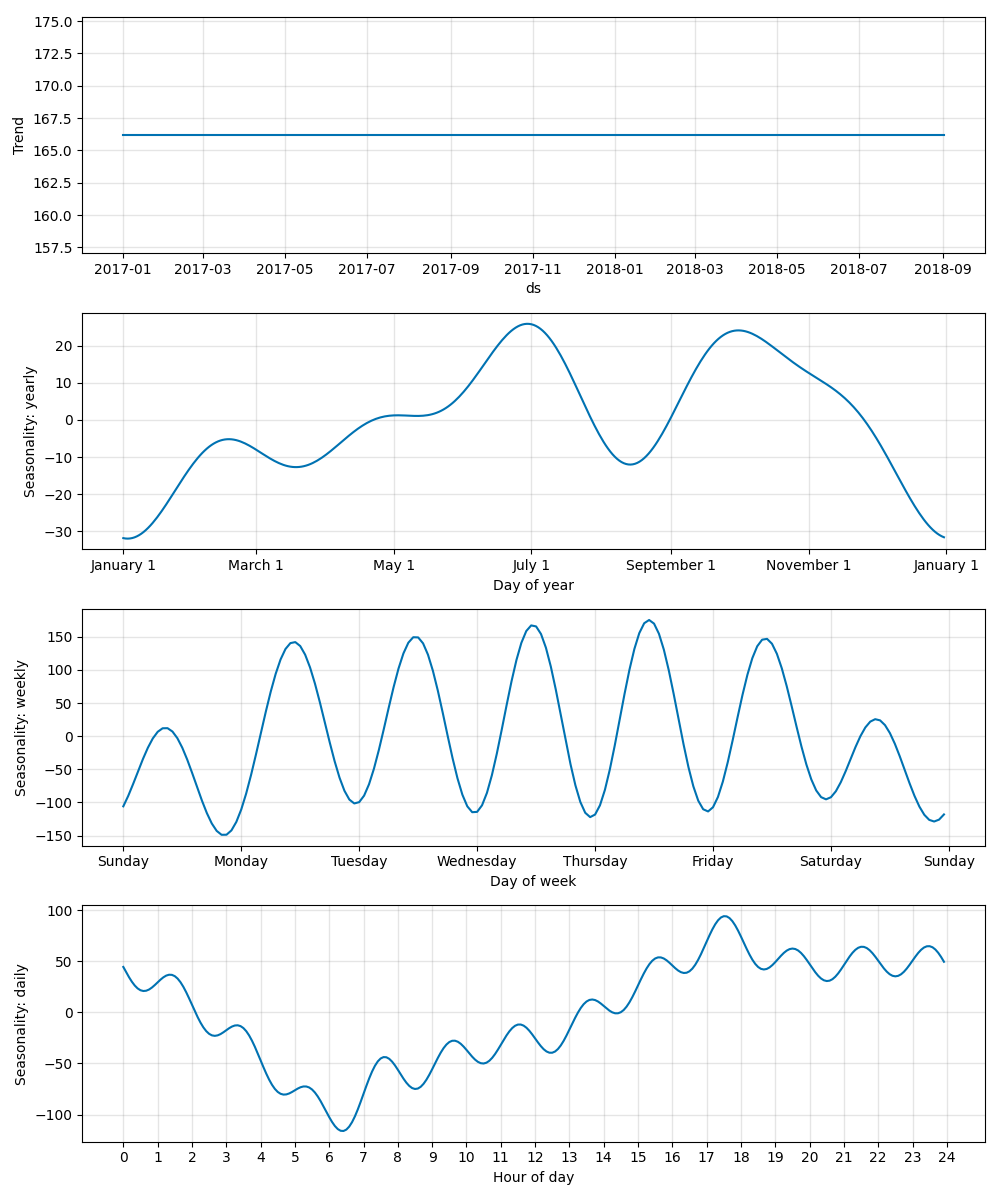 175.0
172.5
170.0
167.5
165.0
162.5
160.0
157.5
Trend
2017-01 2017-03 2017-05 2017-07 2017-09 2017-11 2018-01 2018-03 2018-05 2018-07 2018-09
ds
20
10
0
−10
−20
−30
Seasonality: yearly
January 1 March 1 May 1 July 1 September 1 November 1 January 1
Day of year
150
100
50
0
−50
−100
−150
Seasonality: weekly
Sunday Monday Tuesday Wednesday Thursday Friday Saturday Sunday
Day of week
100
50
0
−50
−100
Seasonality: daily
0 1 2 3 4 5 6 7 8 9 10 11 12 13 14 15 16 17 18 19 20 21 22 23 24
Hour of day